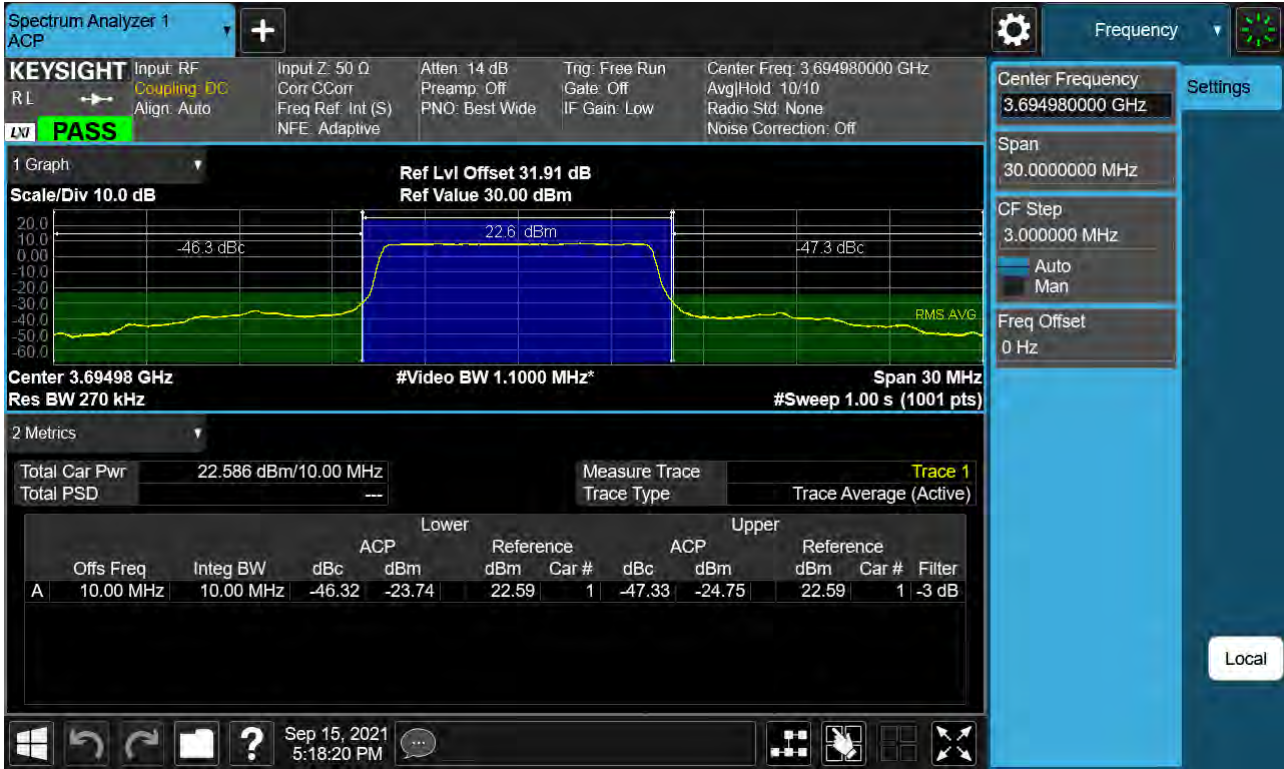 Spectrum Analyzer 1
ACP
Frequency
KEYSIGHT Input: RF Input Z: 50 Ω Atten: 14 dB Trig: Free Run Center Freq: 3.694980000 GHz
R L Coupling: DC Corr CCorr Preamp: Off Gate: Off Avg|Hold: 10/10
Align: Auto Freq Ref: Int (S) PNO: Best Wide IF Gain: Low Radio Std: None
LXI PASS NFE: Adaptive Noise Correction: Off
1 Graph
Ref Lvl Offset 31.91 dB
Scale/Div 10.0 dB Ref Value 30.00 dBm
20.0
10.0
0.00
-10.0
-20.0
-30.0
-40.0
-50.0
-60.0
-46.3 dBc 22.6 dBm -47.3 dBc
RMS AVG
Center 3.69498 GHz #Video BW 1.1000 MHz* Span 30 MHz
Res BW 270 kHz #Sweep 1.00 s (1001 pts)
2 Metrics
Total Car Pwr 22.586 dBm/10.00 MHz Measure Trace Trace 1
Total PSD --- Trace Type Trace Average (Active)
Lower Upper
ACP Reference ACP Reference
Offs Freq Integ BW dBc dBm dBm Car # dBc dBm dBm Car # Filter
A 10.00 MHz 10.00 MHz -46.32 -23.74 22.59 1 -47.33 -24.75 22.59 1 -3 dB
Center Frequency
3.694980000 GHz
Settings
Span
30.0000000 MHz
CF Step
3.000000 MHz
Auto
Man
Freq Offset
0 Hz
Local
?
Sep 15, 2021
5:18:20 PM